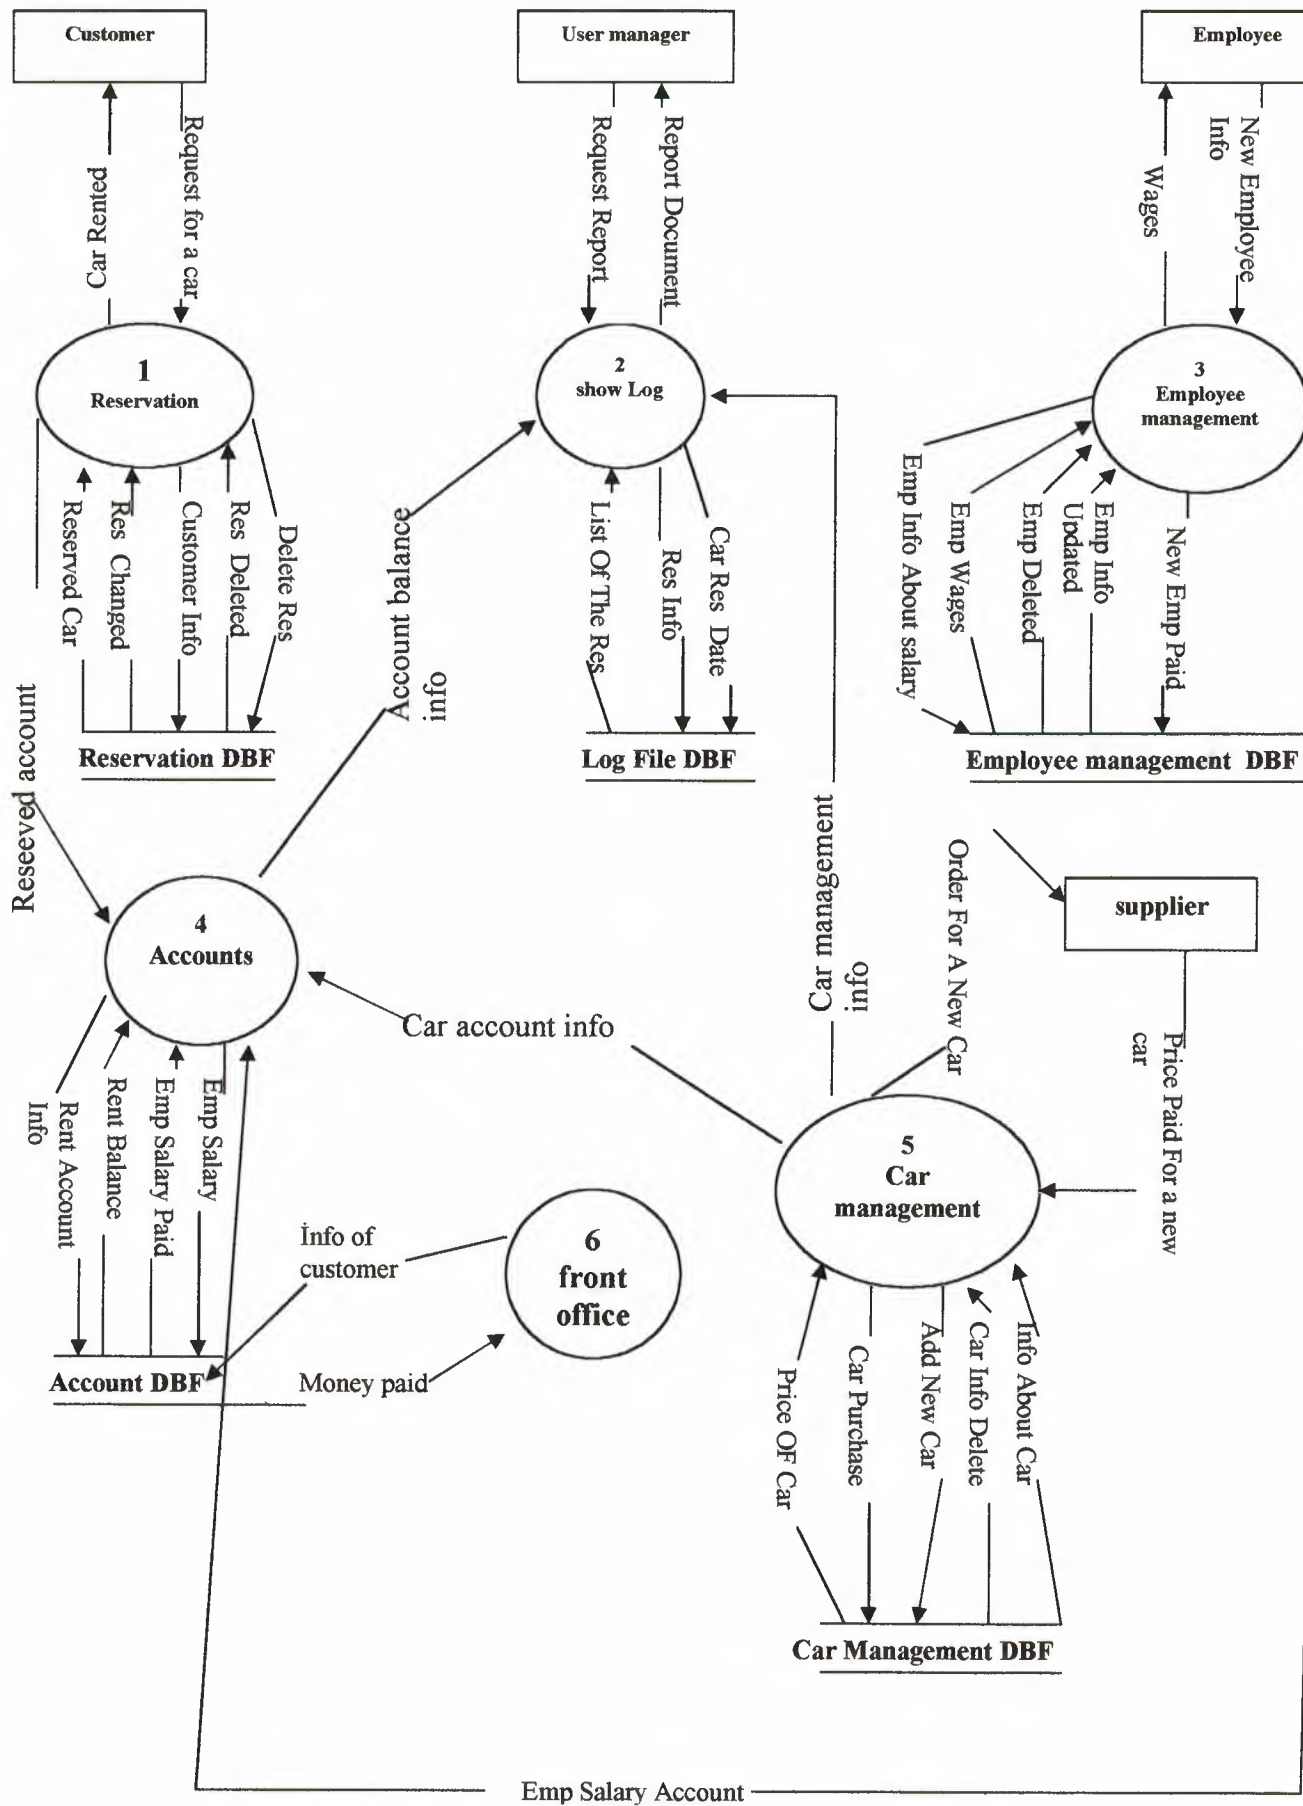 Customer
User manager
Employee
Car Rented
Request for a car
Request Report
Report Document
Wages
New Employee
Info
1
Reservation
2
show Log
3
Employee
management
Reserved Car
Res Changed
Customer Info
Res Deleted
Delete Res
Account balance
info
List Of The Res
Res Info
Car Res Date
Emp Info About salary
Emp Wages
Emp Deleted
Emp Info
Updated
New Emp Paid
Reservation DBF
Log File DBF
Employee management DBF
Reseeved account
Car management
info
Order For A New Car
supplier
4
Accounts
Car account info
Price Paid For a new
car
Rent Account
Info
Rent Balance
Emp Salary Paid
Emp Salary
5
Car
management
İnfo of
customer
6
front
office
Account DBF
Money paid
Price OF Car
Car Purchase
Add New Car
Car Info Delete
Info About Car
Car Management DBF
Emp Salary Account